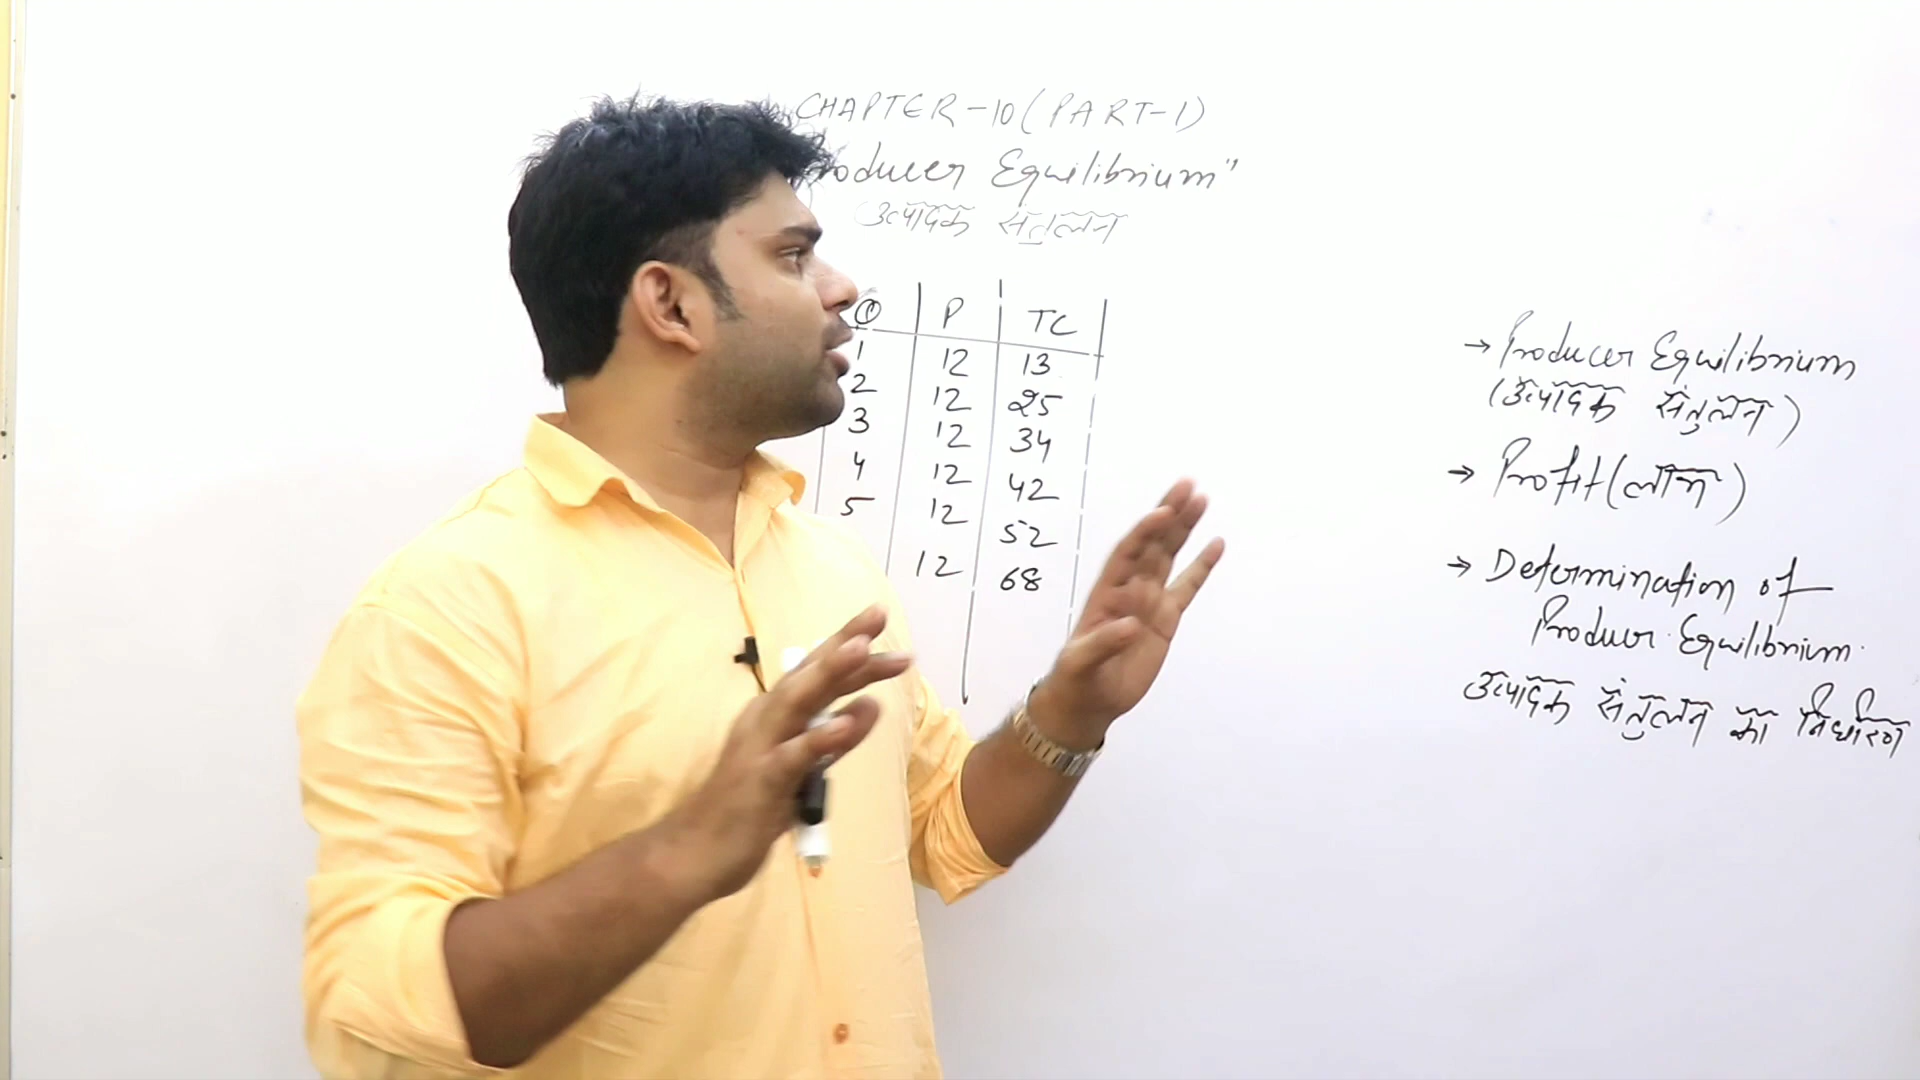 CHAPTER-10 (PART-1)
Producer Equilibrium"
उत्पादक संतुलन
Q P TC
1 12 13
2 12 25
3 12 34
4 12 42
5 12 52
12 68
→ Producer Equilibrium
(उत्पादक संतुलन)
→ Profit (लाभ)
→ Determination of
Producer Equilibrium.
उत्पादक संतुलन का निर्धारण